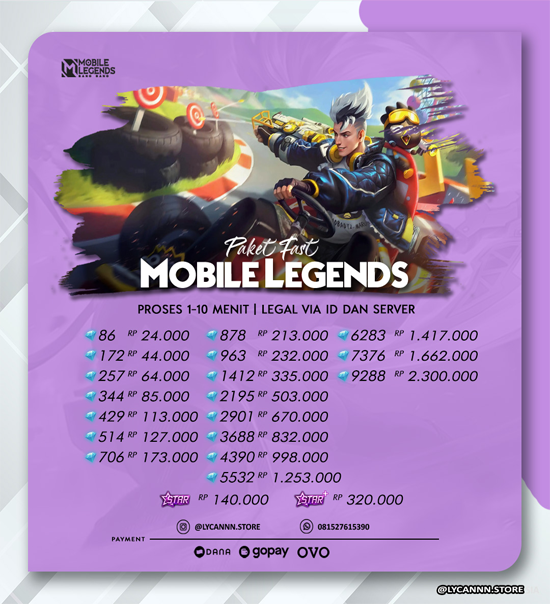 MOBILE
LEGENDS
BANG BANG
Paket Fast
MOBILE LEGENDS
PROSES 1-10 MENIT | LEGAL VIA ID DAN SERVER
86 RP 24.000 878 RP 213.000 6283 RP 1.417.000
172 RP 44.000 963 RP 232.000 7376 RP 1.662.000
257 RP 64.000 1412 RP 335.000 9288 RP 2.300.000
344 RP 85.000 2195 RP 503.000
429 RP 113.000 2901 RP 670.000
514 RP 127.000 3688 RP 832.000
706 RP 173.000 4390 RP 998.000
5532 RP 1.253.000
STAR RP 140.000 STAR+ RP 320.000
@LYCANNN.STORE 081527615390
PAYMENT
DANA gopay OVO
@LYCANNN.STORE